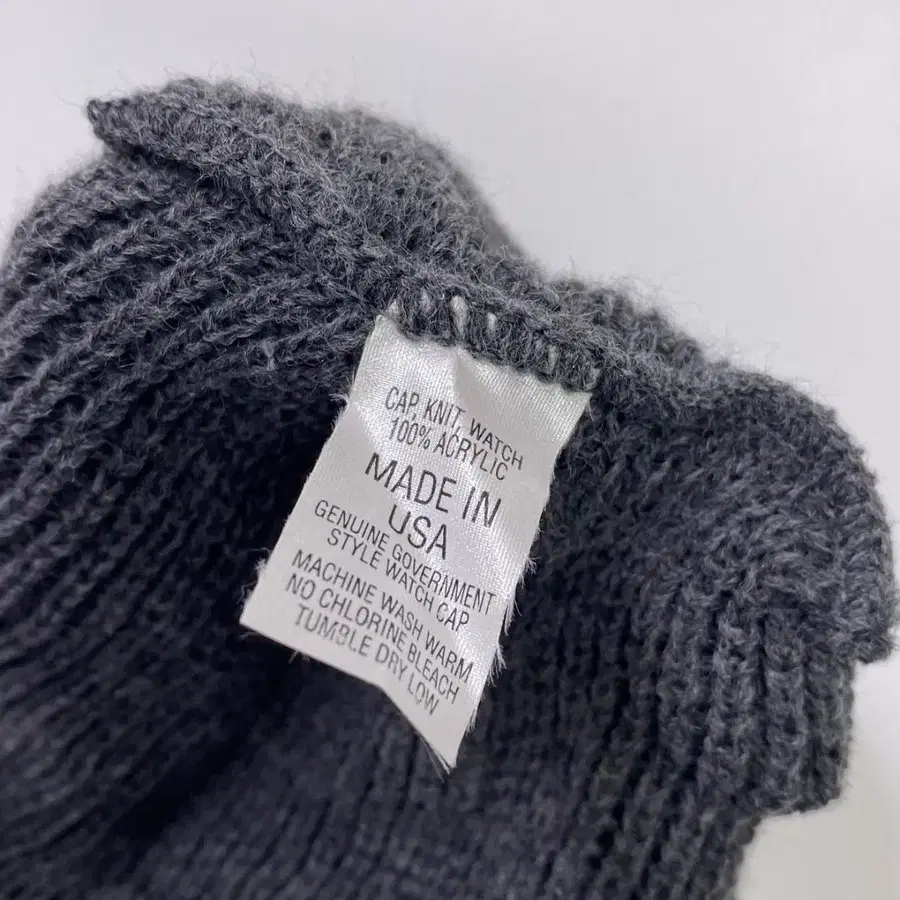 CAP, KNIT, WATCH
100% ACRYLIC
MADE IN
USA
GENUINE GOVERNMENT
STYLE WATCH CAP
MACHINE WASH WARM
NO CHLORINE BLEACH
TUMBLE DRY LOW